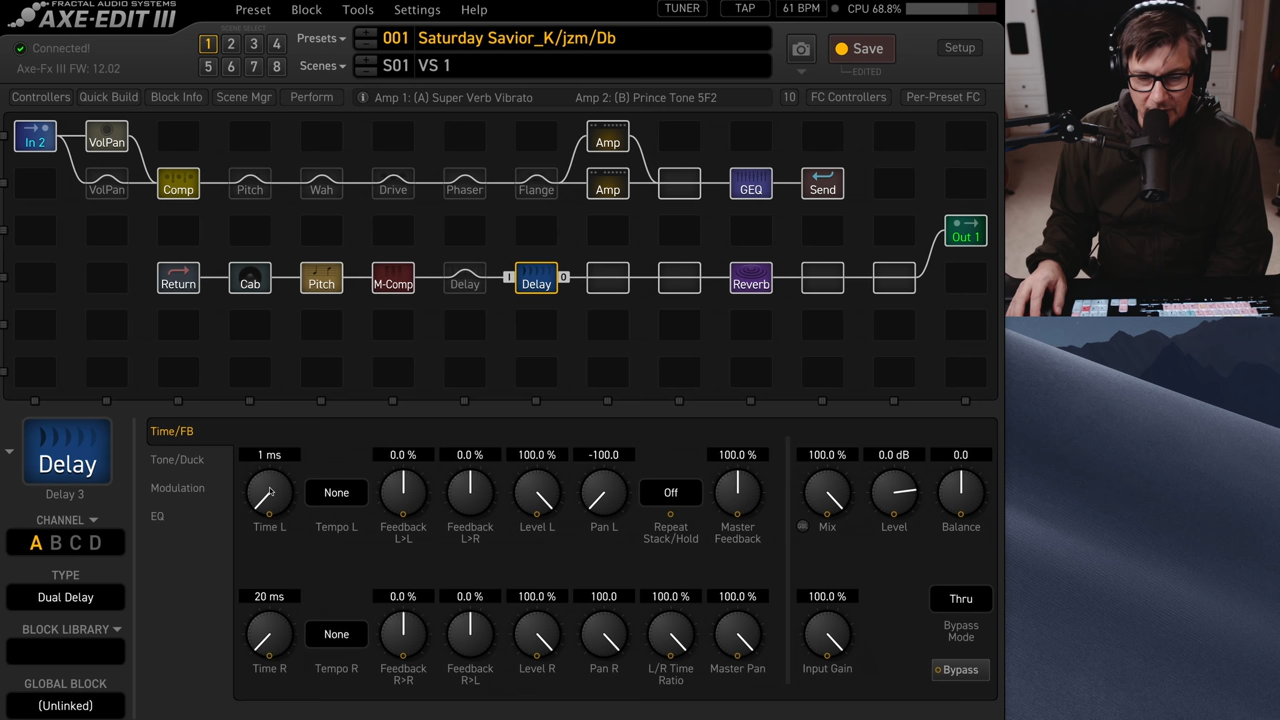 FRACTAL AUDIO SYSTEMS
AXE-EDIT III
Preset Block Tools Settings Help
TUNER TAP 61 BPM CPU 68.8%
Connected!
Axe-Fx III FW: 12.02
SCENE SELECT
1 2 3 4
5 6 7 8
Presets 001 Saturday Savior_K/jzm/Db
Scenes S01 VS 1
Save
EDITED
Setup
Controllers Quick Build Block Info Scene Mgr Perform Amp 1: (A) Super Verb Vibrato Amp 2: (B) Prince Tone 5F2 10 FC Controllers Per-Preset FC
In 2 VolPan Amp
VolPan Comp Pitch Wah Drive Phaser Flange Amp GEQ Send
Out 1
Return Cab Pitch M-Comp Delay I Delay O Reverb
Delay
Delay 3
CHANNEL
A B C D
TYPE
Dual Delay
BLOCK LIBRARY
GLOBAL BLOCK
(Unlinked)
Time/FB
Tone/Duck
Modulation
EQ
1 ms 0.0 % 0.0 % 100.0 % -100.0 100.0 % 100.0 % 0.0 dB 0.0
None Off
Time L Tempo L Feedback L>L Feedback L>R Level L Pan L Repeat Stack/Hold Master Feedback Mix Level Balance
20 ms 0.0 % 0.0 % 100.0 % 100.0 100.0 % 100.0 % 100.0 %
None Thru
Time R Tempo R Feedback R>R Feedback R>L Level R Pan R L/R Time Ratio Master Pan Input Gain Bypass Mode
Bypass